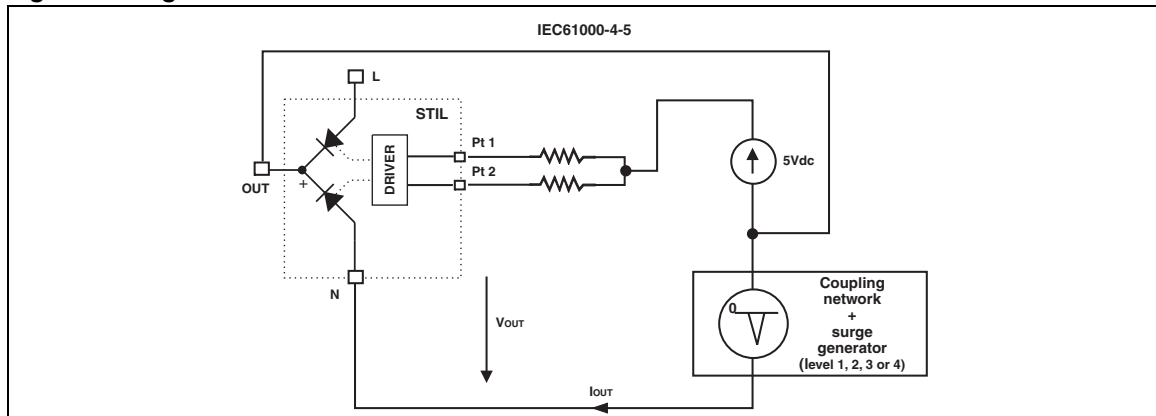 IEC61000-4-5
L
STIL
Pt 1
DRIVER
Pt 2
5Vdc
OUT
+
N
VOUT
0
Coupling
network
+
surge
generator
(level 1, 2, 3 or 4)
IOUT